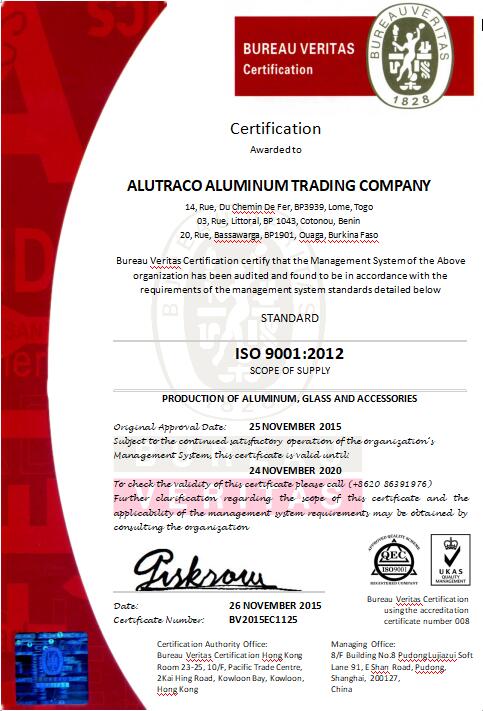 BUREAU VERITAS
Certification
BUREAU VERITAS
1828
Certification
Awarded to
ALUTRACO ALUMINUM TRADING COMPANY
14, Rue, Du Chemin De Fer, BP3939, Lome, Togo
03, Rue, Littoral, BP 1043, Cotonou, Benin
20, Rue, Bassawarga, BP1901, Ouaga, Burkina Faso
Bureau Veritas Certification certify that the Management System of the Above
organization has been audited and found to be in accordance with the
requirements of the management system standards detailed below
STANDARD
ISO 9001:2012
SCOPE OF SUPPLY
PRODUCTION OF ALUMINUM, GLASS AND ACCESSORIES
Original Approval Date: 25 NOVEMBER 2015
Subject to the continued satisfactory operation of the organization's
Management System, this certificate is valid until:
24 NOVEMBER 2020
To check the validity of this certificate please call (+8620 86391976)
Further clarification regarding the scope of this certificate and the
applicability of the management system requirements may be obtained by
consulting the organization
APPROVED QUALITY SCHEME
QEC
ISO9001
REGISTERED COMPANY
UKAS
QUALITY
MANAGEMENT
Date: 26 NOVEMBER 2015
Certificate Number: BV2015EC1125
Bureau Veritas Certification
using the accreditation
certificate number 008
Certification Authority Office:
Bureau Veritas Certification Hong Kong
Room 23-25, 10/F, Pacific Trade Centre,
2Kai Hing Road, Kowloon Bay, Kowloon,
Hong Kong
Managing Office:
8/F Building No.8 PudongLujiazui Soft
Lane 91, E Shan Road, Pudong,
Shanghai, 200127,
China